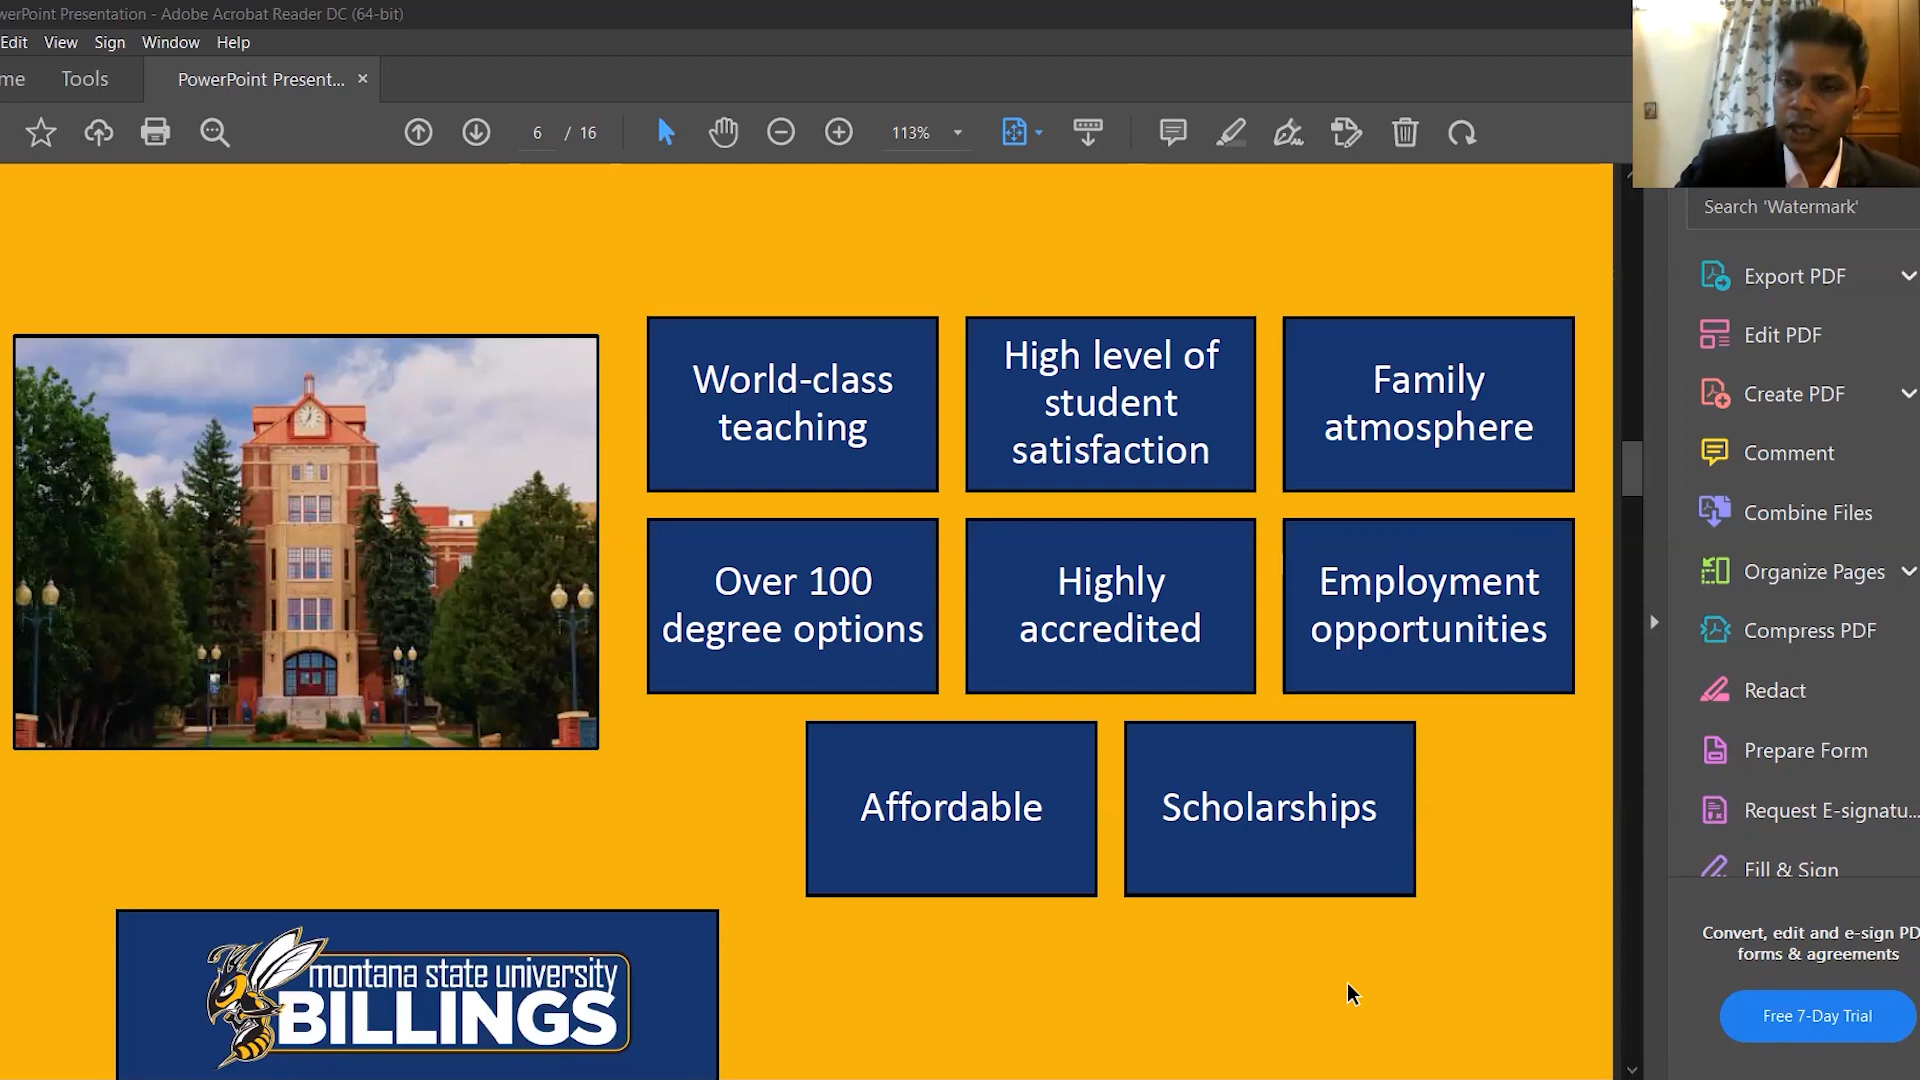 werPoint Presentation - Adobe Acrobat Reader DC (64-bit)
Edit View Sign Window Help
me Tools PowerPoint Present... ×
6 / 16 113%
Search 'Watermark'
Export PDF
Edit PDF
Create PDF
Comment
Combine Files
Organize Pages
Compress PDF
Redact
Prepare Form
Request E-signatu...
Fill & Sign
Convert, edit and e-sign PD
forms & agreements
Free 7-Day Trial
World-class
teaching
High level of
student
satisfaction
Family
atmosphere
Over 100
degree options
Highly
accredited
Employment
opportunities
Affordable
Scholarships
montana state university
BILLINGS